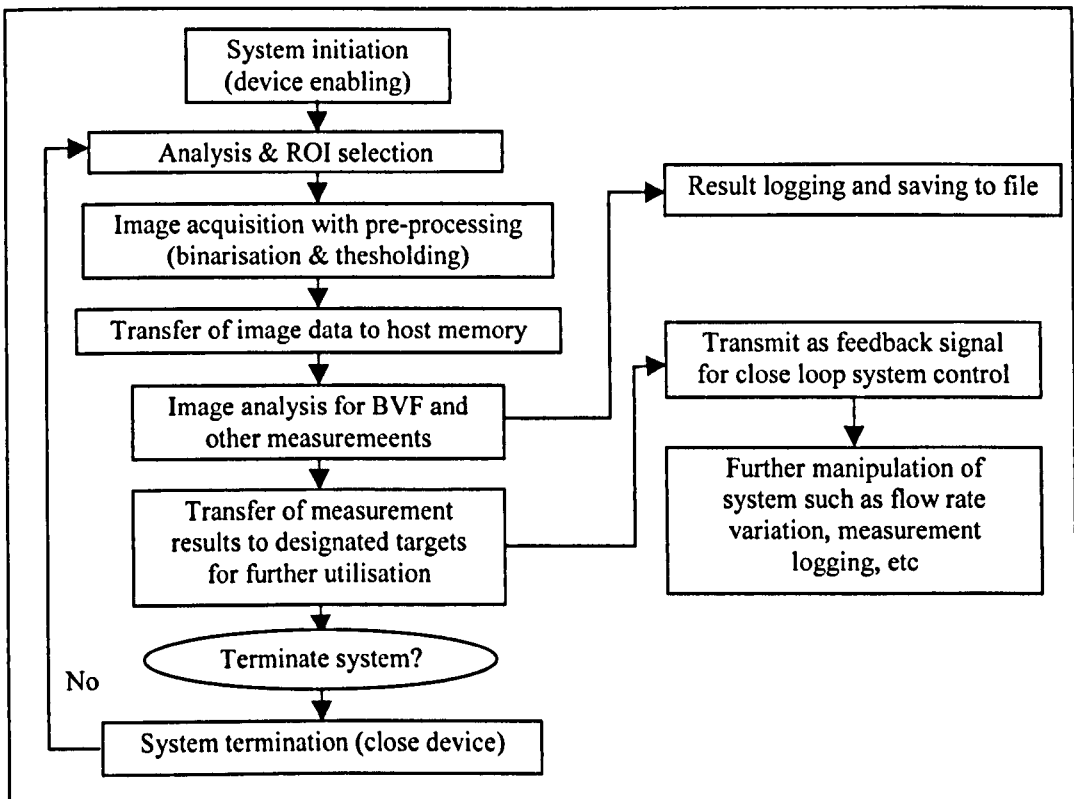 System initiation
(device enabling)
Analysis & ROI selection
Image acquisition with pre-processing
(binarisation & thesholding)
Transfer of image data to host memory
Image analysis for BVF and
other measuremeents
Transfer of measurement
results to designated targets
for further utilisation
Terminate system?
No
System termination (close device)
Result logging and saving to file
Transmit as feedback signal
for close loop system control
Further manipulation of
system such as flow rate
variation, measurement
logging, etc